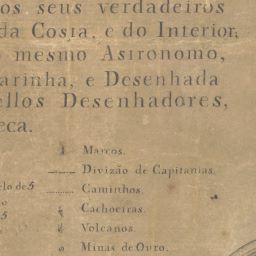 os seus verdadeiros
da Costa, e do Interior,
mesmo Astronomo,
arinha, e Desenhada
ellos Desenhadores,
eca.
Marcos.
Divizão de Capitanias.
elo de 5
Caminhos.
Cachoeiras.
5
Volcanos.
Minas de Ouro.